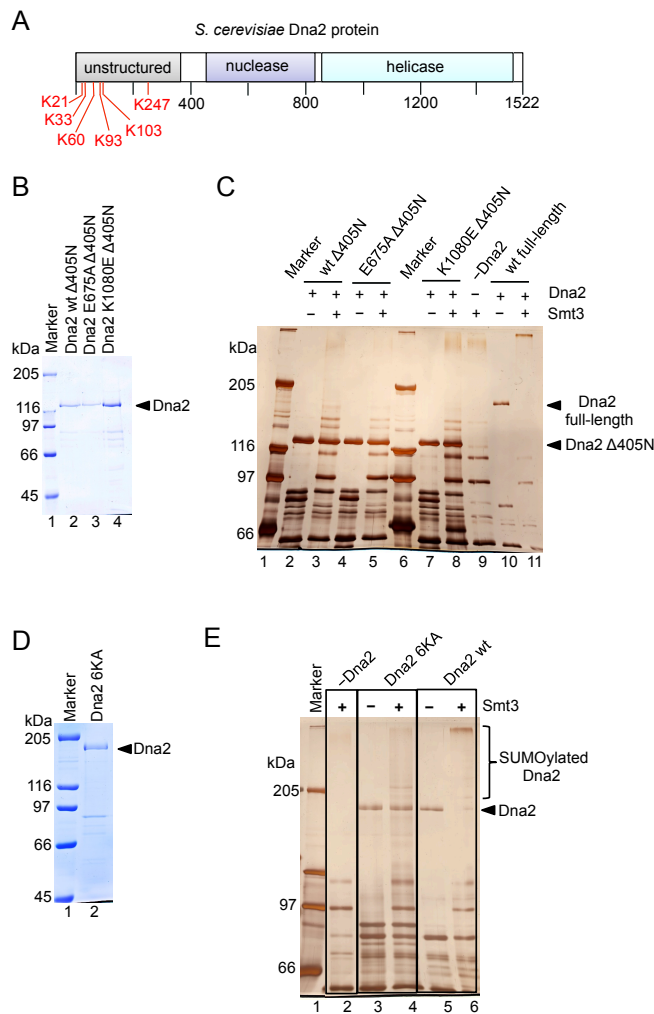 A
S. cerevisiae Dna2 protein
unstructured
nuclease
helicase
K21
K33
K60
K93
K103
K247
400
800
1200
1522
B
Marker
Dna2 wt Δ405N
Dna2 E675A Δ405N
Dna2 K1080E Δ405N
kDa
205
116
97
66
45
Dna2
1 2 3 4
C
Marker
wt Δ405N
E675A Δ405N
Marker
K1080E Δ405N
–Dna2
wt full-length
+ + + + + + – + + Dna2
– + – + – + + – + Smt3
kDa
205
116
97
66
Dna2
full-length
Dna2 Δ405N
1 2 3 4 5 6 7 8 9 10 11
D
Marker
Dna2 6KA
kDa
205
116
97
66
45
Dna2
1 2
E
Marker
–Dna2
Dna2 6KA
Dna2 wt
+ – + – + Smt3
kDa
205
97
66
SUMOylated
Dna2
Dna2
1 2 3 4 5 6